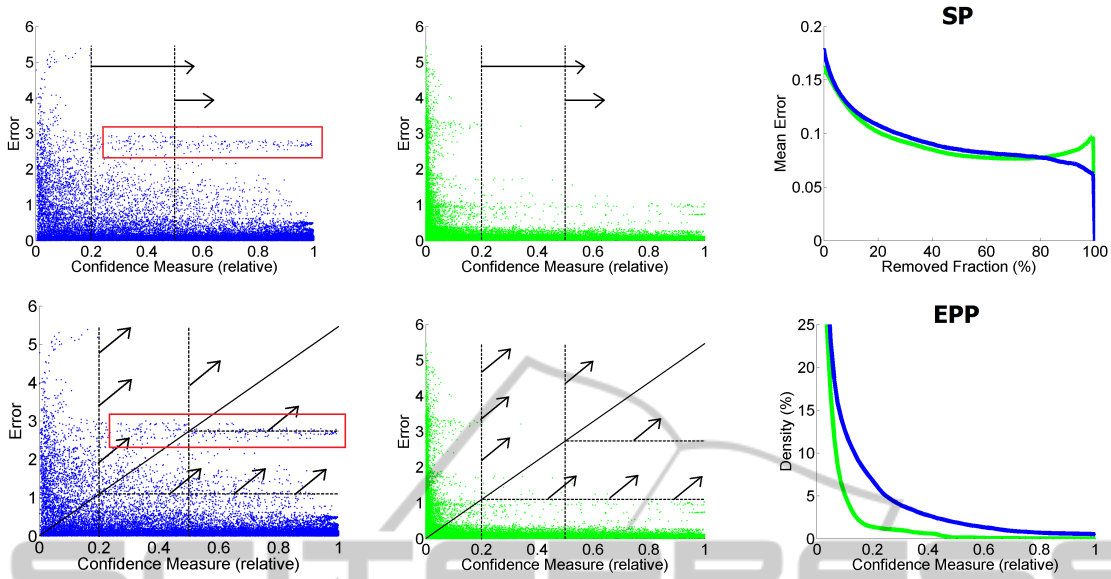 SP
6
5
4
3
2
1
0
Error
0 0.2 0.4 0.6 0.8 1
Confidence Measure (relative)
6
5
4
3
2
1
0
Error
0 0.2 0.4 0.6 0.8 1
Confidence Measure (relative)
0.2
0.15
0.1
0.05
0
Mean Error
0 20 40 60 80 100
Removed Fraction (%)
EPP
6
5
4
3
2
1
0
Error
0 0.2 0.4 0.6 0.8 1
Confidence Measure (relative)
6
5
4
3
2
1
0
Error
0 0.2 0.4 0.6 0.8 1
Confidence Measure (relative)
25
20
15
10
5
0
Density (%)
0 0.2 0.4 0.6 0.8 1
Confidence Measure (relative)